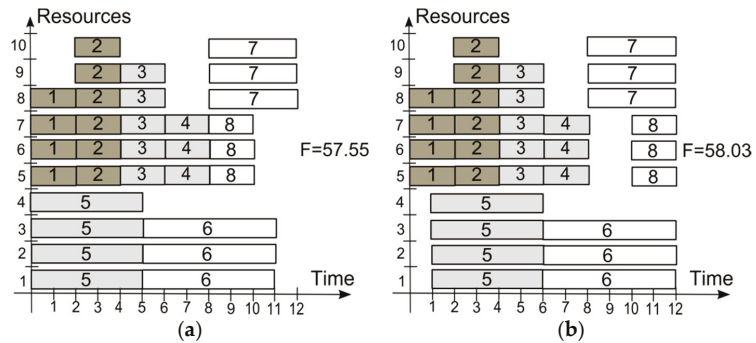 Resources
10 2 7
9 2 3 7
8 1 2 3 7
7 1 2 3 4 8
6 1 2 3 4 8 F=57.55
5 1 2 3 4 8
4 5
3 5 6
2 5 6
1 5 6 Time
1 2 3 4 5 6 7 8 9 10 11 12
(a)
Resources
10 2 7
9 2 3 7
8 1 2 3 7
7 1 2 3 4 8
6 1 2 3 4 8 F=58.03
5 1 2 3 4 8
4 5
3 5 6
2 5 6
1 5 6 Time
1 2 3 4 5 6 7 8 9 10 11 12
(b)